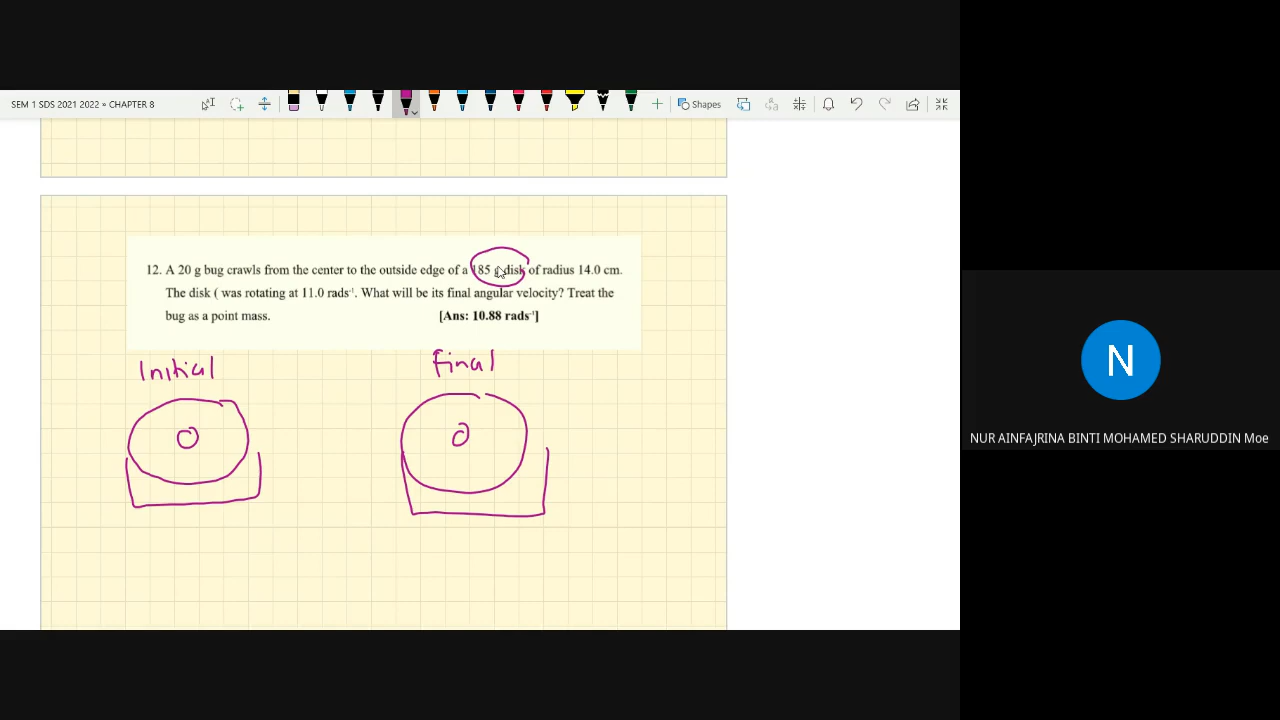 SEM 1 SDS 2021 2022 » CHAPTER 8
Shapes
12. A 20 g bug crawls from the center to the outside edge of a 185 g disk of radius 14.0 cm.
The disk ( was rotating at 11.0 rads⁻¹. What will be its final angular velocity? Treat the
bug as a point mass. [Ans: 10.88 rads⁻¹]
Initial
final
N
NUR AINFAJRINA BINTI MOHAMED SHARUDDIN Moe